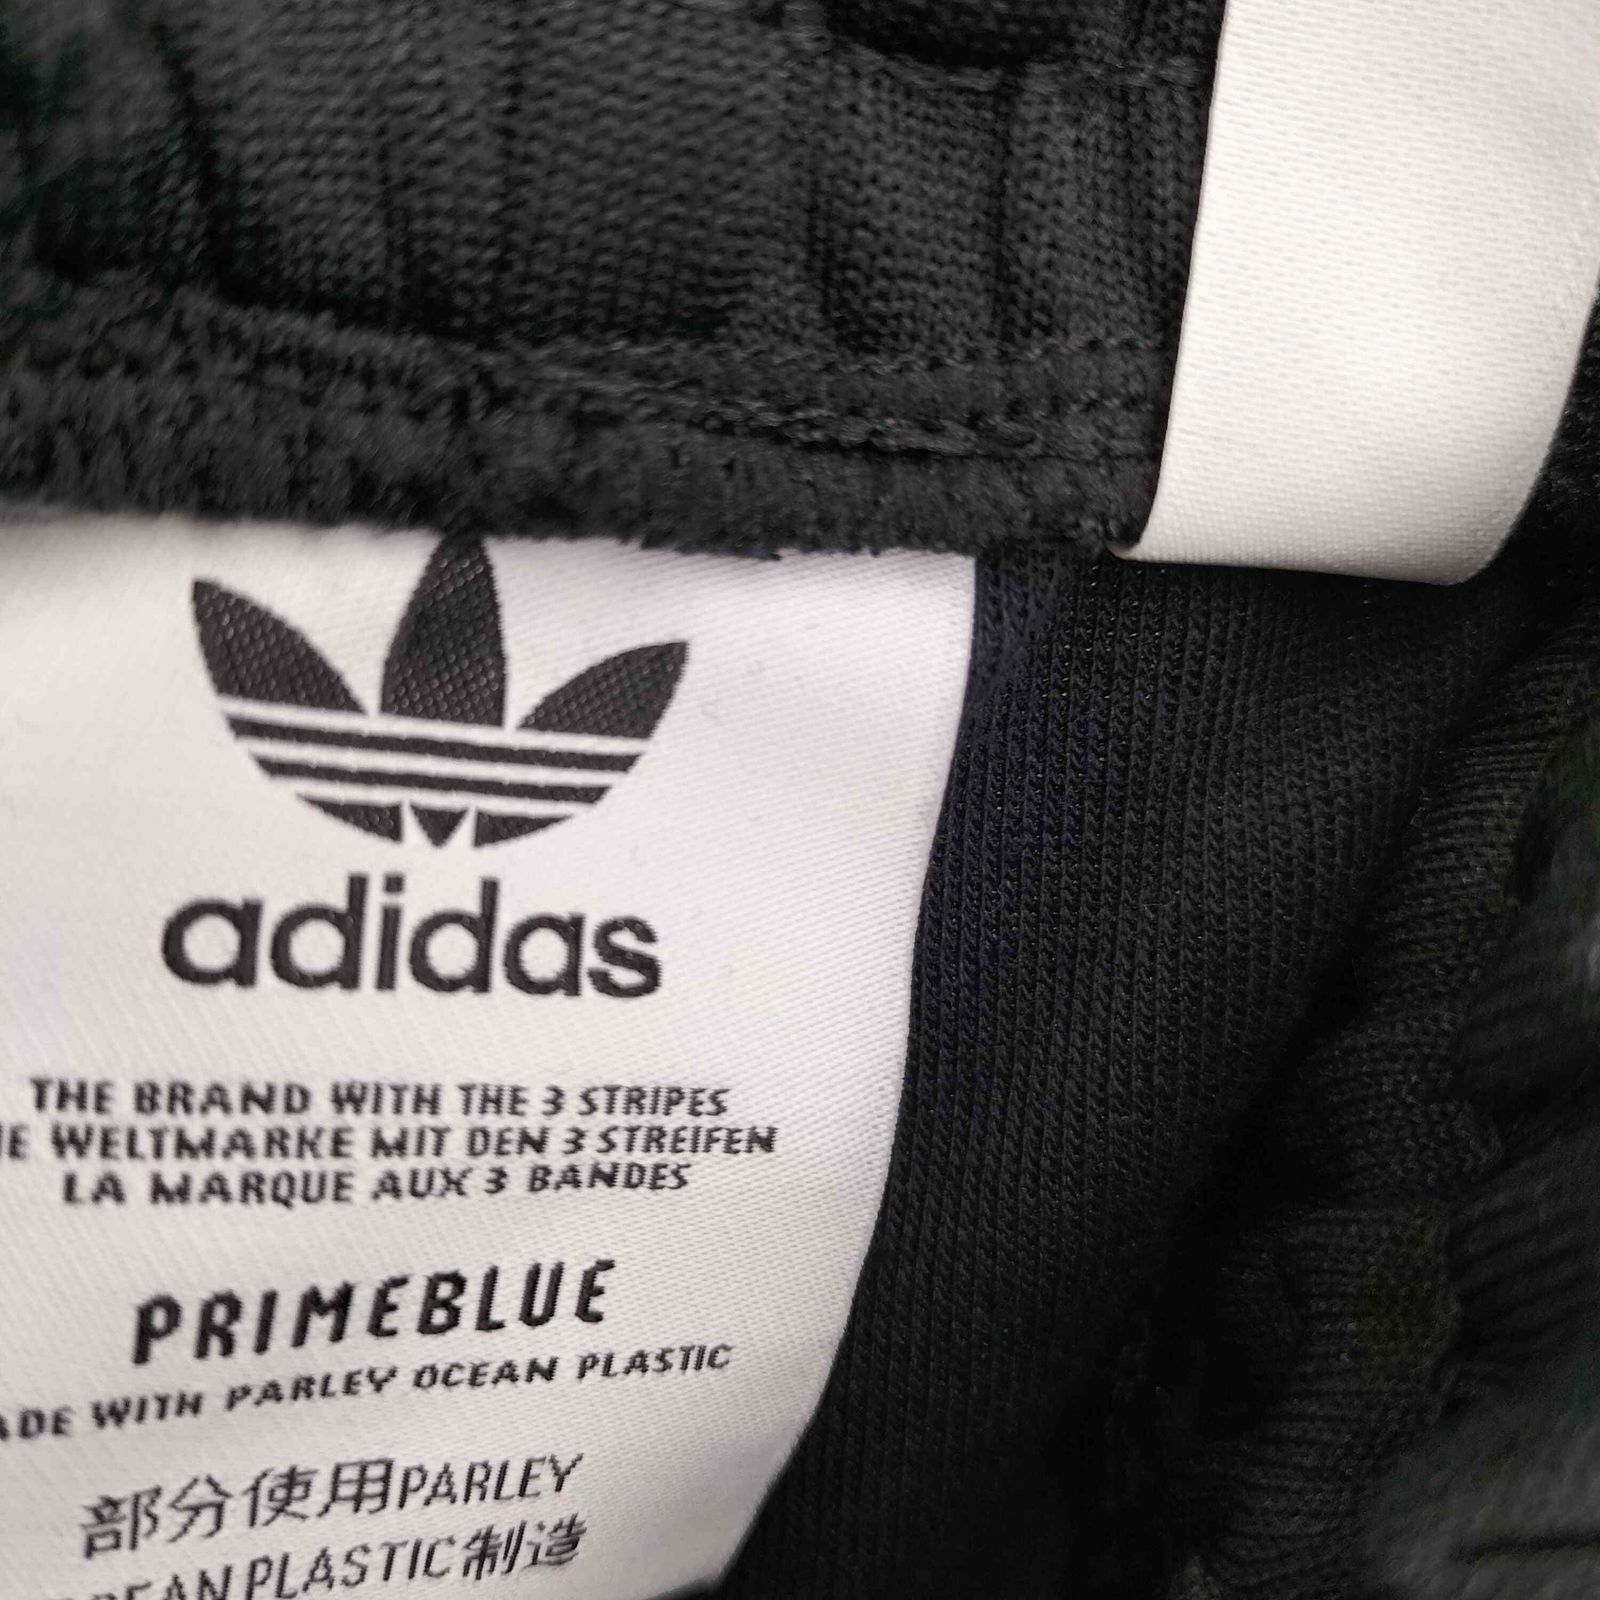 adidas
THE BRAND WITH THE 3 STRIPES
WELTMARKE MIT DEN 3 STREIFEN
LA MARQUE AUX 3 BANDES
PRIMEBLUE
WITH PARLEY OCEAN PLASTIC
部分使用PARLEY
PLASTIC制造